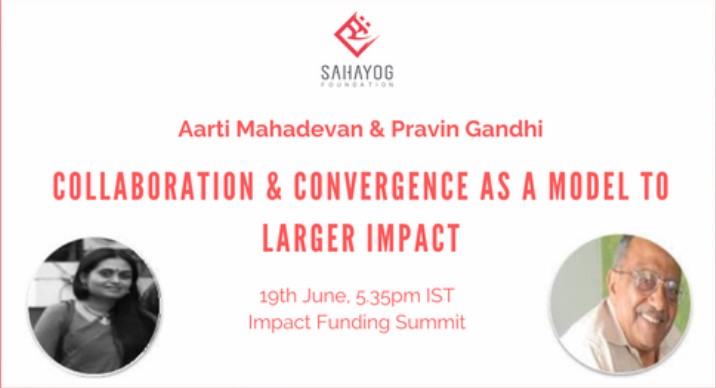 SAHAYOG
FOUNDATION
Aarti Mahadevan & Pravin Gandhi
COLLABORATION & CONVERGENCE AS A MODEL TO
LARGER IMPACT
19th June, 5.35pm IST
Impact Funding Summit